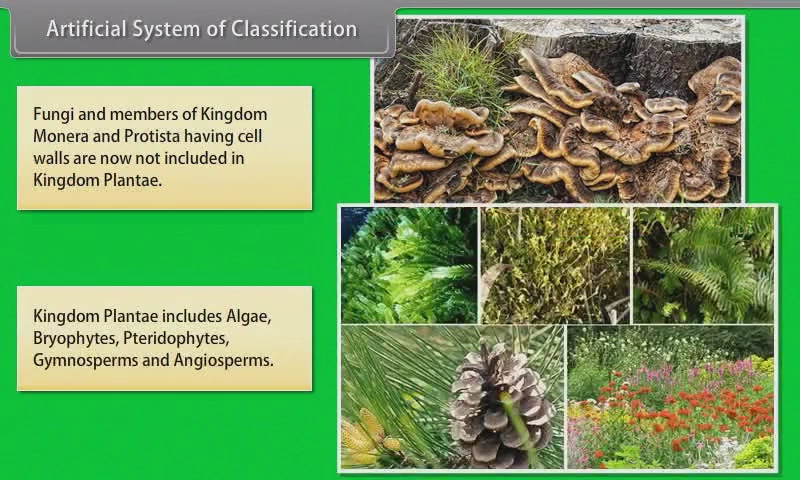 Artificial System of Classification
Fungi and members of Kingdom
Monera and Protista having cell
walls are now not included in
Kingdom Plantae.
Kingdom Plantae includes Algae,
Bryophytes, Pteridophytes,
Gymnosperms and Angiosperms.